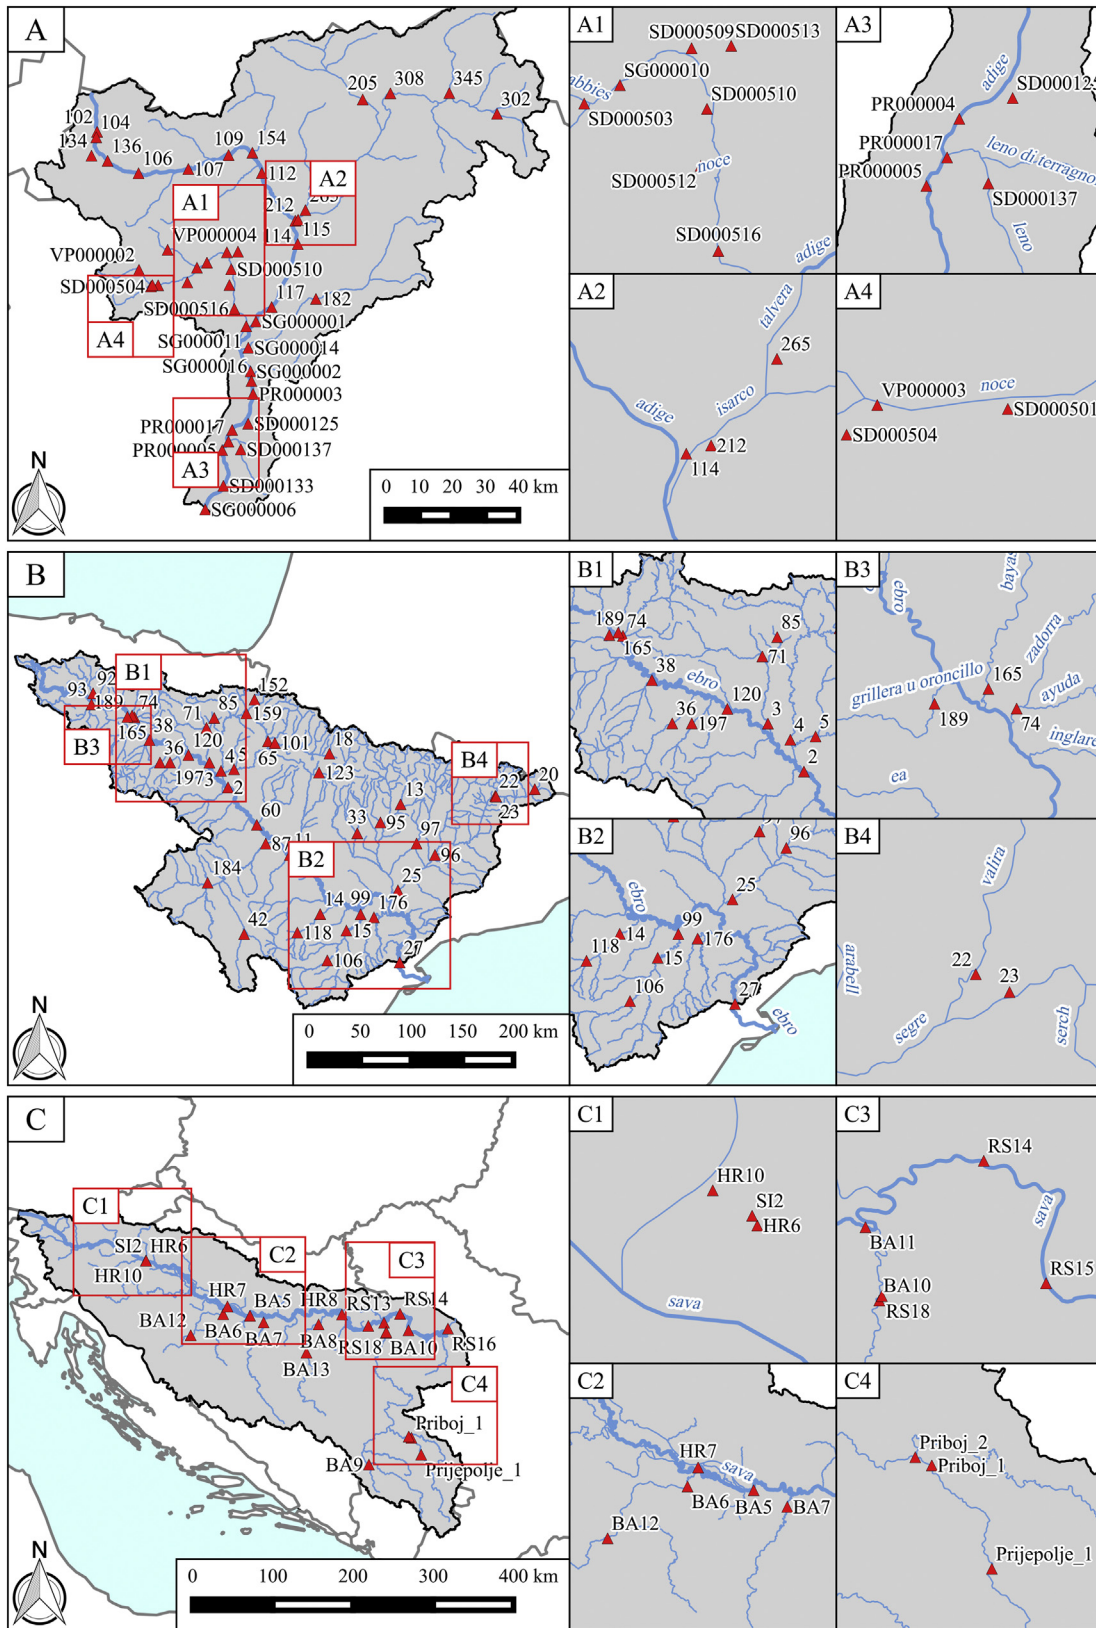 A
102
104
134
136
106
107
109
154
112
205
308
345
302
A1
A2
212
265
115
114
VP000004
VP000002
SD000510
SD000504
SD000516
A4
117
182
SG000001
SG000011
SG000014
SG000016
SG000002
PR000003
PR000017
SD000125
PR000005
SD000137
A3
SD000133
SG000006
N
0 10 20 30 40 km
A1
SD000509
SD000513
SG000010
SD000503
SD000510
noce
SD000512
SD000516
adige
A3
adige
SD000125
PR000004
PR000017
leno di terragnol
PR000005
SD000137
leno
A2
talvera
265
isarco
adige
212
114
A4
VP000003
noce
SD000501
SD000504
B
B1
92
93
189
74
165
38
B3
36
197
3
120
71
85
152
159
101
65
45
2
18
123
60
87
11
B2
13
33
95
97
96
B4
22
23
20
184
42
25
14
99
176
118
15
106
27
N
0 50 100 150 200 km
B1
189
74
165
38
ebro
85
71
36
197
120
3
4
5
2
B3
ebro
bayas
zadorra
grillera u oroncillo
165
ayuda
189
74
inglares
ea
B2
ebro
96
25
99
14
176
118
15
106
27
ebro
B4
valira
arabell
22
23
segre
serch
C
C1
SI2
HR6
HR10
C2
HR7
BA5
HR8
BA12
BA6
BA7
BA8
BA13
C3
RS13
RS14
RS18
BA10
RS16
C4
Priboj_1
BA9
Prijepolje_1
N
0 100 200 300 400 km
C1
HR10
SI2
HR6
sava
C3
RS14
sava
BA11
RS15
BA10
RS18
C2
HR7
sava
BA6
BA5
BA7
BA12
C4
Priboj_2
Priboj_1
Prijepolje_1